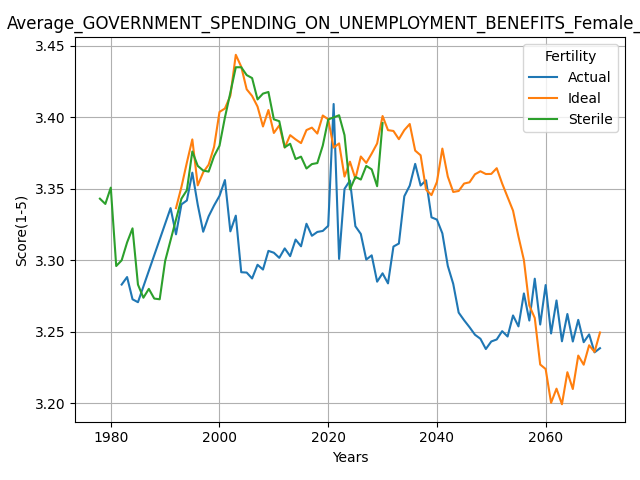 Average_GOVERNMENT_SPENDING_ON_UNEMPLOYMENT_BENEFITS_Female_
3.45
3.40
3.35
3.30
3.25
3.20
Score(1-5)
Fertility
Actual
Ideal
Sterile
1980 2000 2020 2040 2060
Years